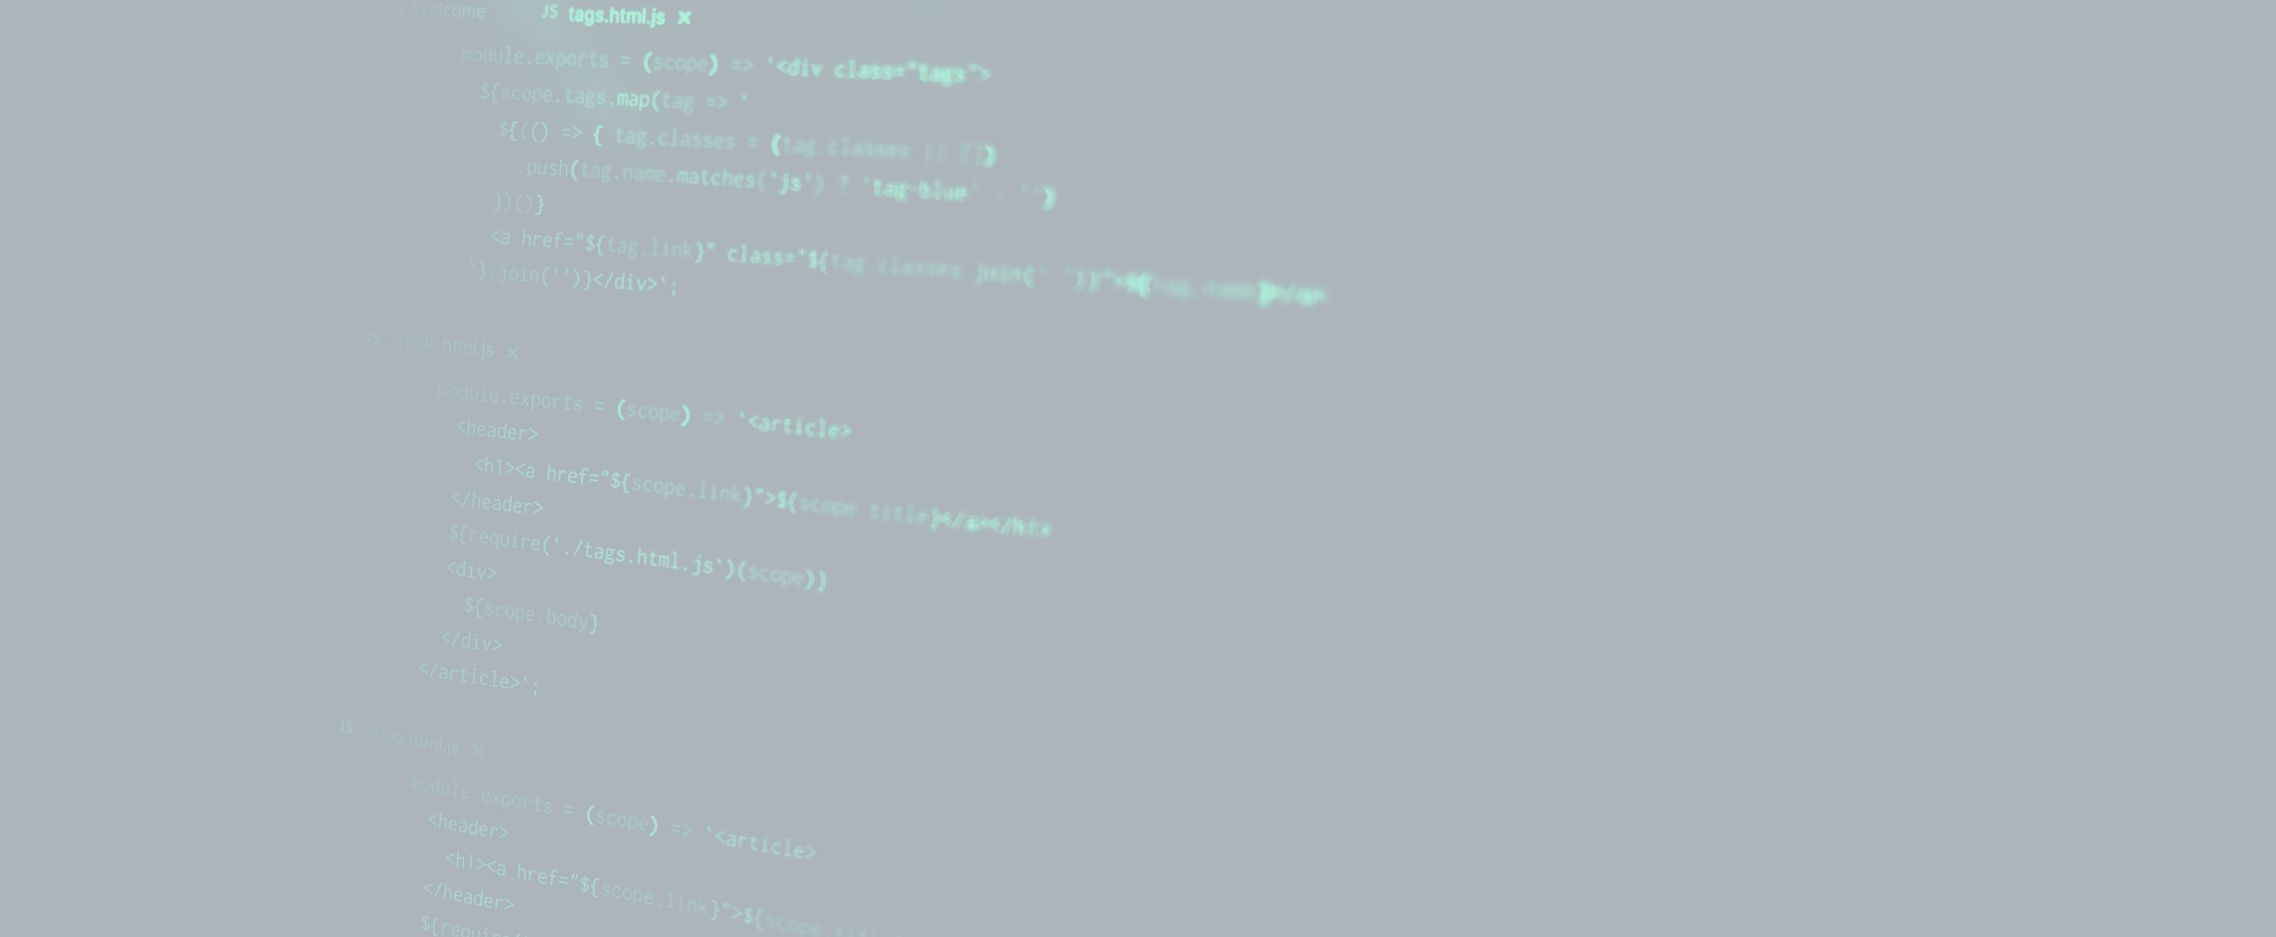 Welcome JS tags.html.js ×
module.exports = (scope) => `<div class="tags">
${scope.tags.map(tag => `
${(() => { tag.classes = (tag.classes || [])
.push(tag.name.matches('js') ? 'tag-blue' : '')
})()}
<a href="${tag.link}" class="${tag.classes.join(' ')}">${tag.name}</a>
`).join('')}</div>`;
JS article.html.js ×
module.exports = (scope) => `<article>
<header>
<h1><a href="${scope.link}">${scope.title}</a></h1>
</header>
${require(`./tags.html.js`)(scope)}
<div>
${scope.body}
</div>
</article>`;
JS video.html.js ×
module.exports = (scope) => `<article>
<header>
<h1><a href="${scope.link}">${scope.
</header>
${require(